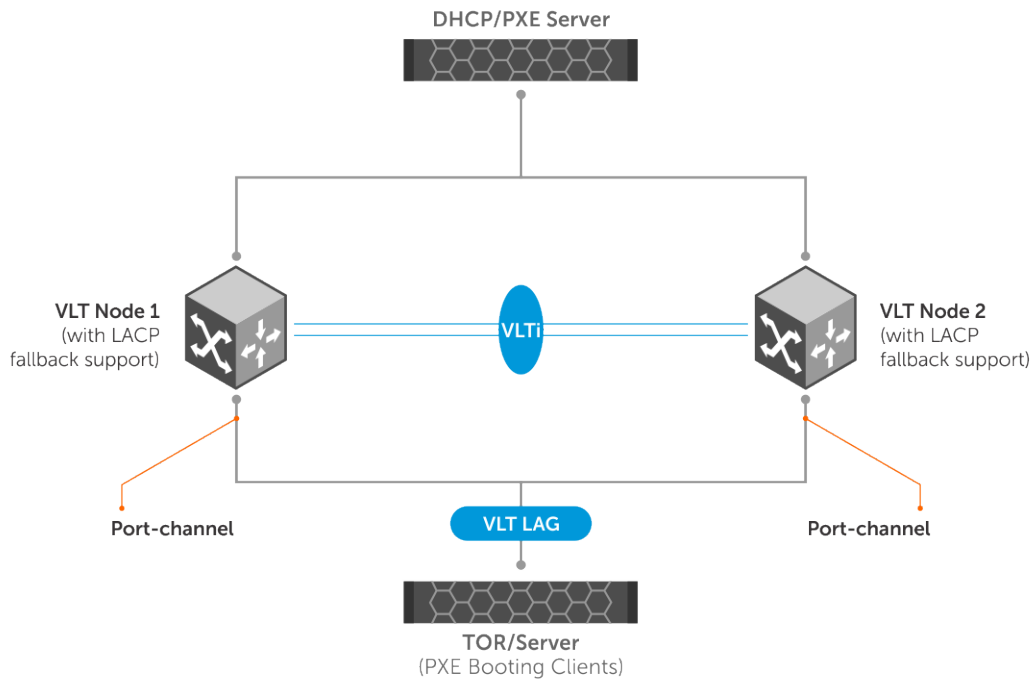 DHCP/PXE Server
VLT Node 1
(with LACP
fallback support)
VLTi
VLT Node 2
(with LACP
fallback support)
Port-channel
VLT LAG
Port-channel
TOR/Server
(PXE Booting Clients)